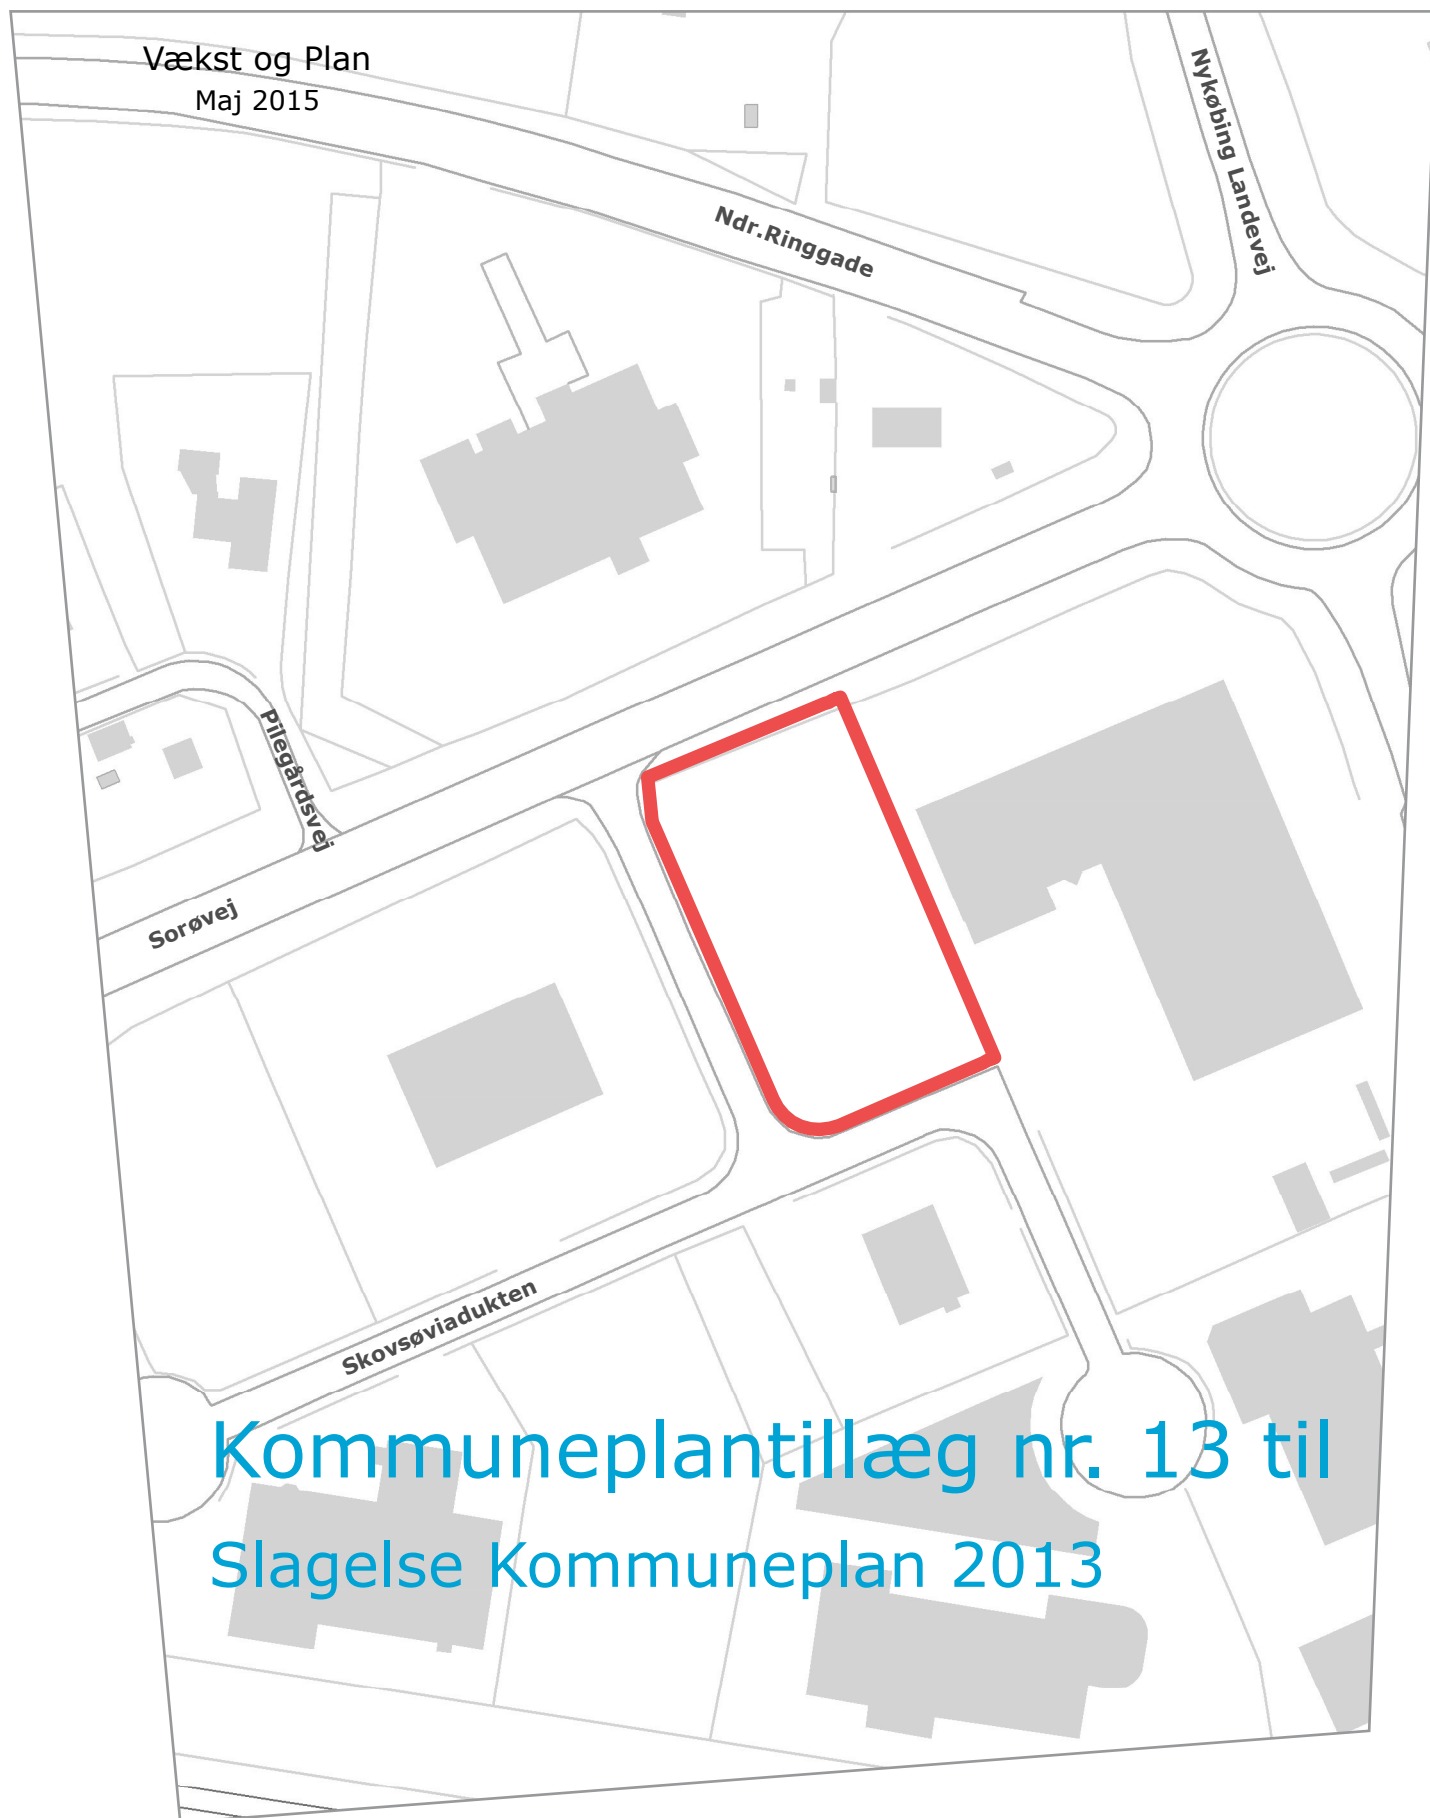 Vækst og Plan
Maj 2015
Nykøbing Landevej
Ndr.Ringgade
Pilegårdsvej
Sorøvej
Skovsøviadukten
Kommuneplantillæg nr. 13 til
Slagelse Kommuneplan 2013